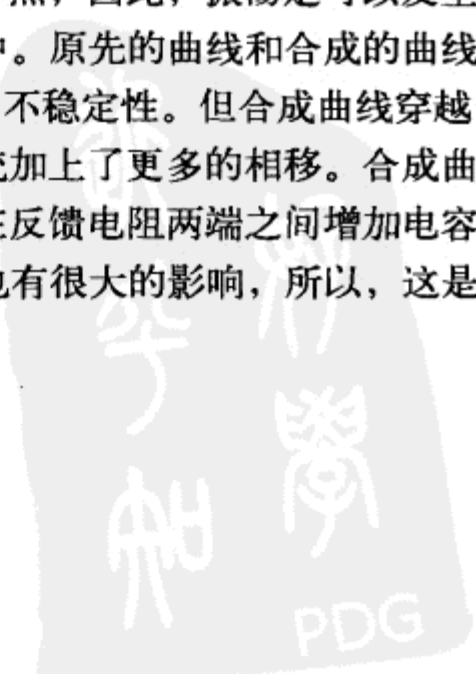 点，因此，振荡是可以发生
中。原先的曲线和合成的曲线
不稳定性。但合成曲线穿越
加上了更多的相移。合成曲
反馈电阻两端之间增加电容
也有很大的影响，所以，这是
PDG